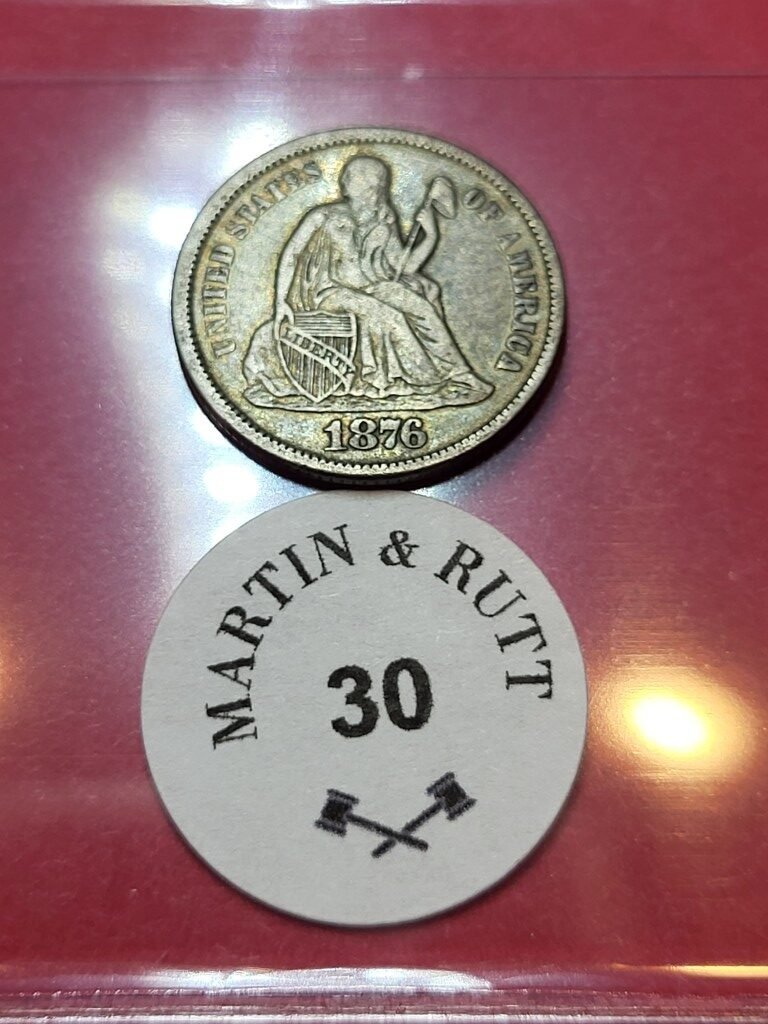 UNITED STATES OF AMERICA
LIBERTY
1876
MARTIN & RUTT
30